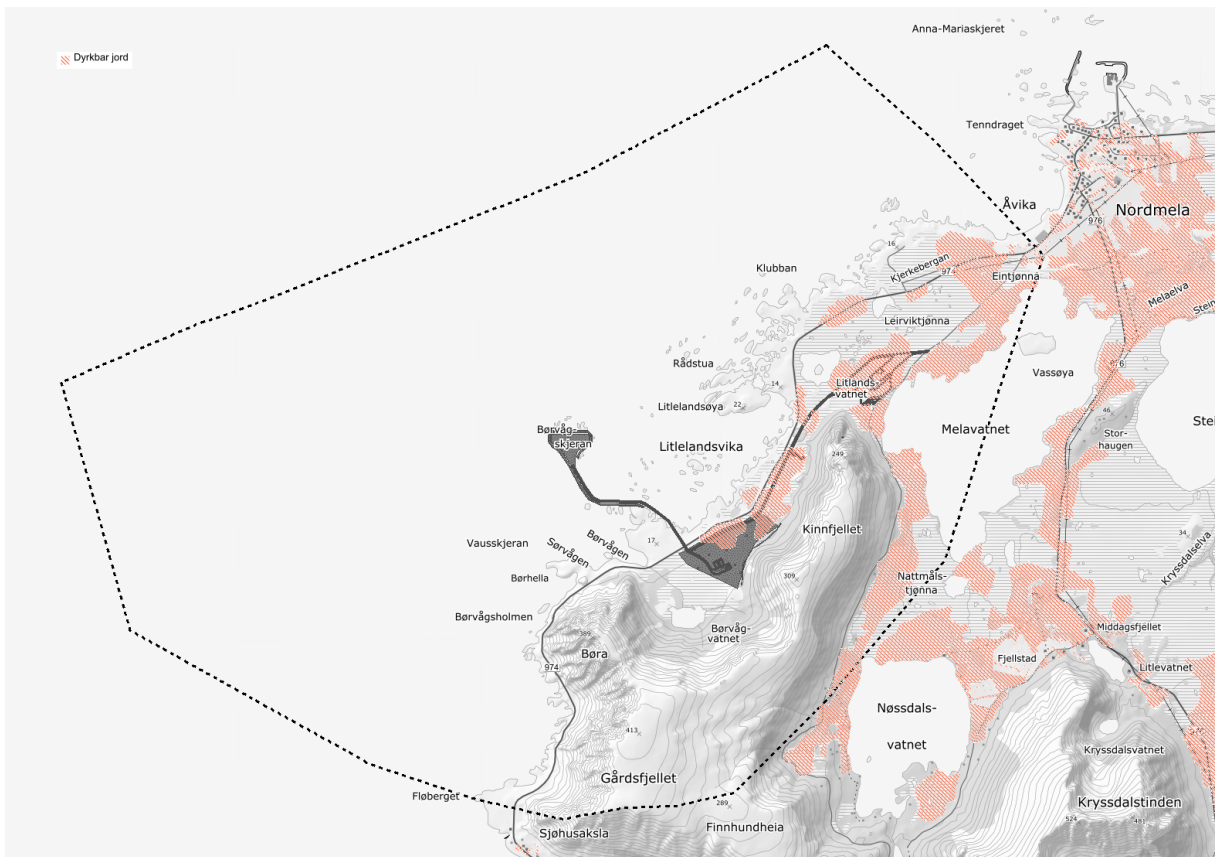 Anna-Mariaskjeret
Dyrkbar jord
Tenndraget
Åvika
Nordmela
976
16
Kjerkebergan
Klubban
974
Eintjønna
Melaelva
Leirviktjønna
Rådstua
Vassøya
976
14
Litlands-
vatnet
Litlelandsøya
22
46
Børvåg-
skjeran
Melavatnet
Stor-
haugen
Litlelandsvika
249
Kinnfjellet
34
Vausskjeran
Sørvågen
Børvågen
17
Kryssdalselva
Børhella
309
Nattmåls-
tjønna
Børvågsholmen
389
Børvåg-
vatnet
Middagsfjellet
Børa
Fjellstad
974
Litlevatnet
Nøssdals-
vatnet
413
Kryssdalsvatnet
Gårdsfjellet
Fløberget
289
Kryssdalstinden
Sjøhusaksla
Finnhundheia
524
481